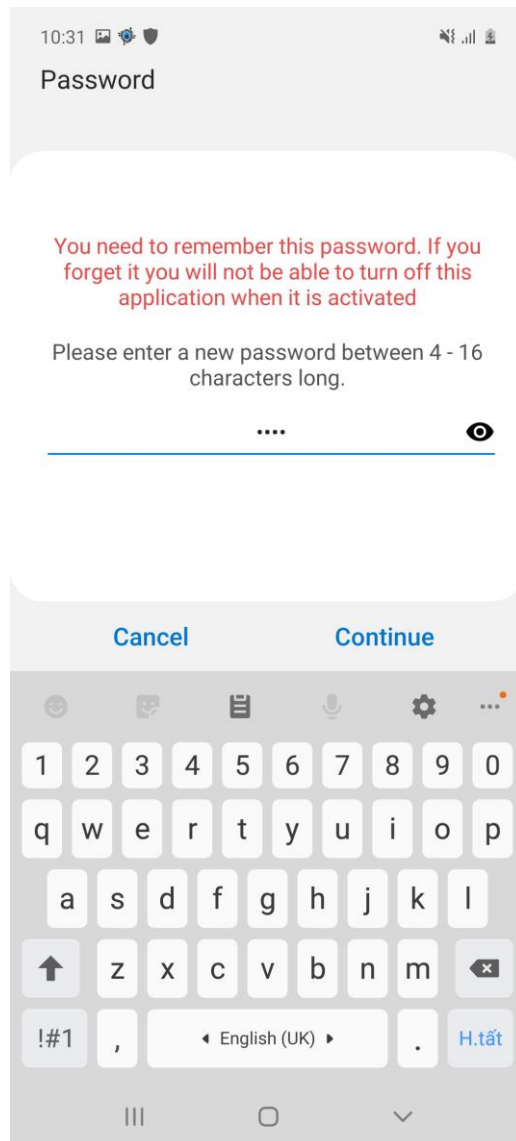 10:31
Password
You need to remember this password. If you
forget it you will not be able to turn off this
application when it is activated
Please enter a new password between 4 - 16
characters long.
••••
Cancel Continue
1 2 3 4 5 6 7 8 9 0
q w e r t y u i o p
a s d f g h j k l
z x c v b n m
!#1 , English (UK) . H.tất